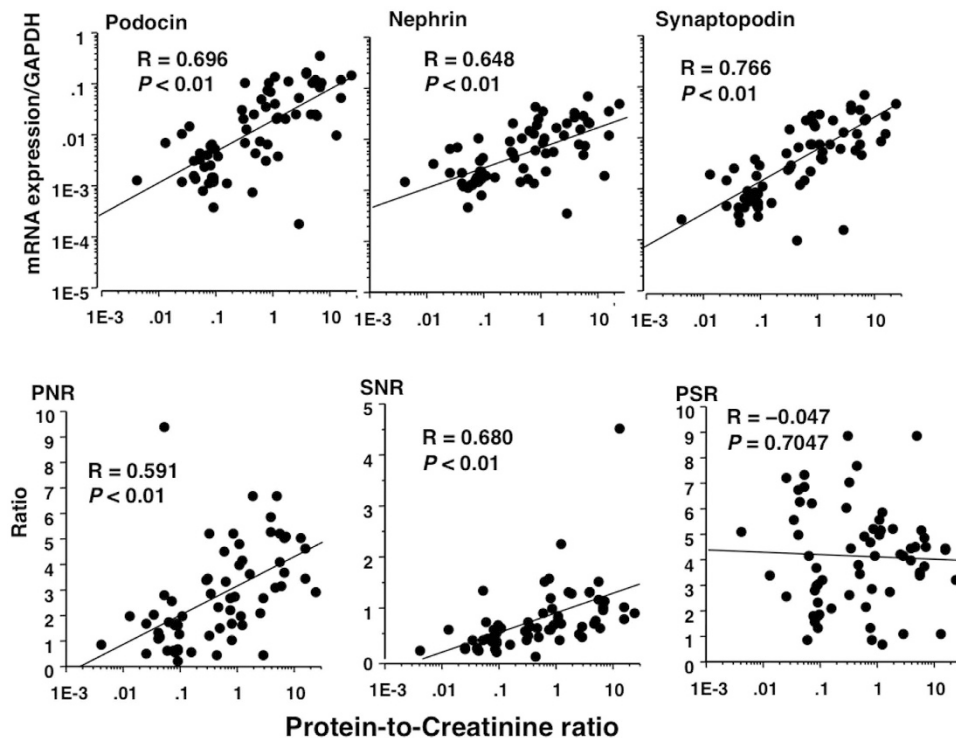 Podocin
Nephrin
Synaptopodin
mRNA expression/GAPDH
1
.1
.01
1E-3
1E-4
1E-5
R = 0.696
P < 0.01
R = 0.648
P < 0.01
R = 0.766
P < 0.01
1E-3 .01 .1 1 10
1E-3 .01 .1 1 10
1E-3 .01 .1 1 10
PNR
SNR
PSR
Ratio
10
9
8
7
6
5
4
3
2
1
0
R = 0.591
P < 0.01
1E-3 .01 .1 1 10
5
4
3
2
1
0
R = 0.680
P < 0.01
1E-3 .01 .1 1 10
10
9
8
7
6
5
4
3
2
1
0
R = −0.047
P = 0.7047
1E-3 .01 .1 1 10
Protein-to-Creatinine ratio